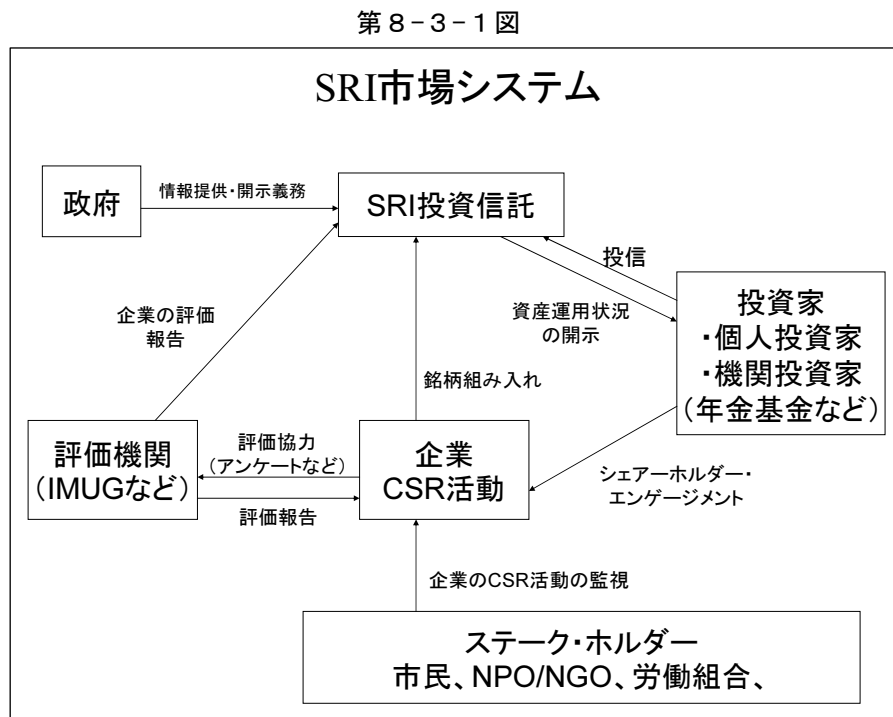 第８-３-１図
SRI市場システム
政府
情報提供・開示義務
SRI投資信託
投信
企業の評価
報告
資産運用状況
の開示
投資家
・個人投資家
・機関投資家
（年金基金など）
銘柄組み入れ
評価機関
（IMUGなど）
評価協力
（アンケートなど）
評価報告
企業
CSR活動
シェアーホルダー・
エンゲージメント
企業のCSR活動の監視
ステーク・ホルダー
市民、NPO/NGO、労働組合、